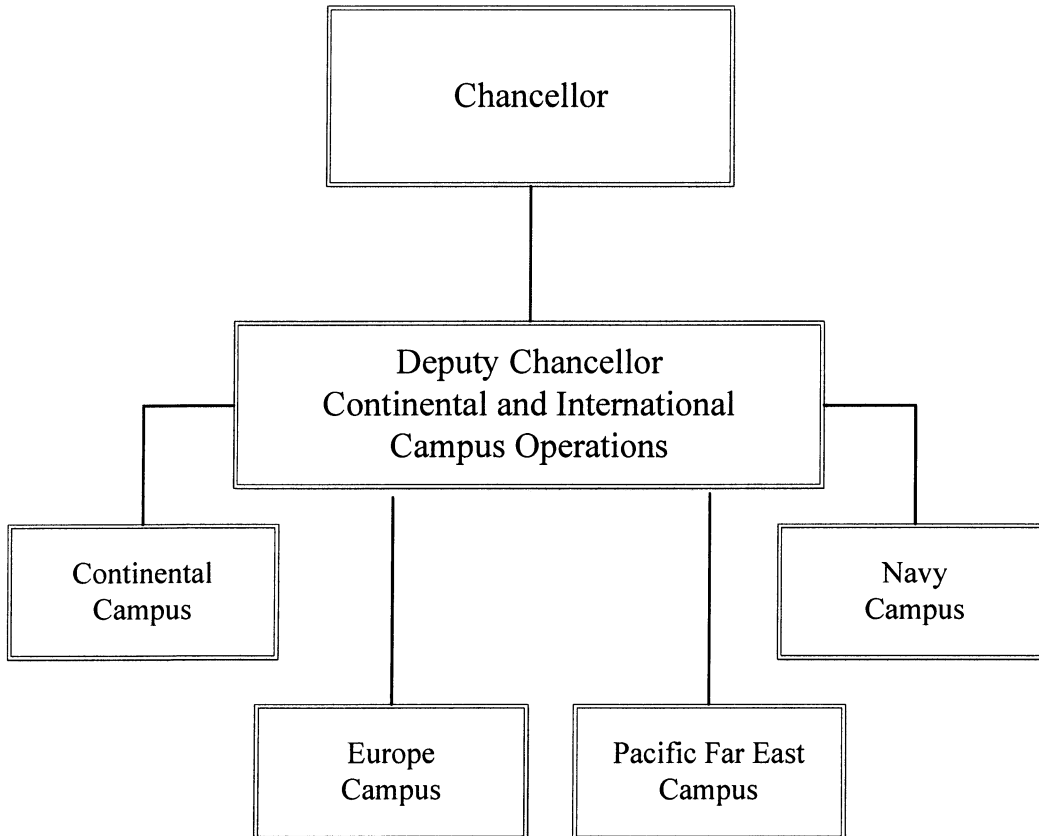 Chancellor
Deputy Chancellor
Continental and International
Campus Operations
Continental
Campus
Navy
Campus
Europe
Campus
Pacific Far East
Campus